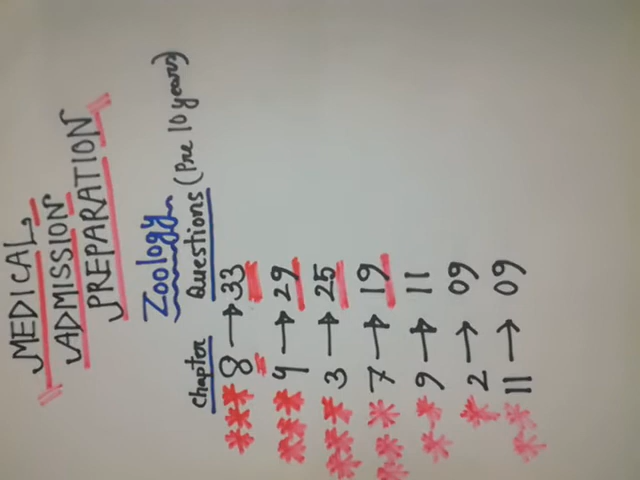 MEDICAL
ADMISSION
PREPARATION
Zoology
Chapter Questions (Pre 10 years)
*** 8 → 33
*** 4 → 29
*** 3 → 25
*** 7 → 19
** 9 → 11
* 2 → 09
** 11 → 09